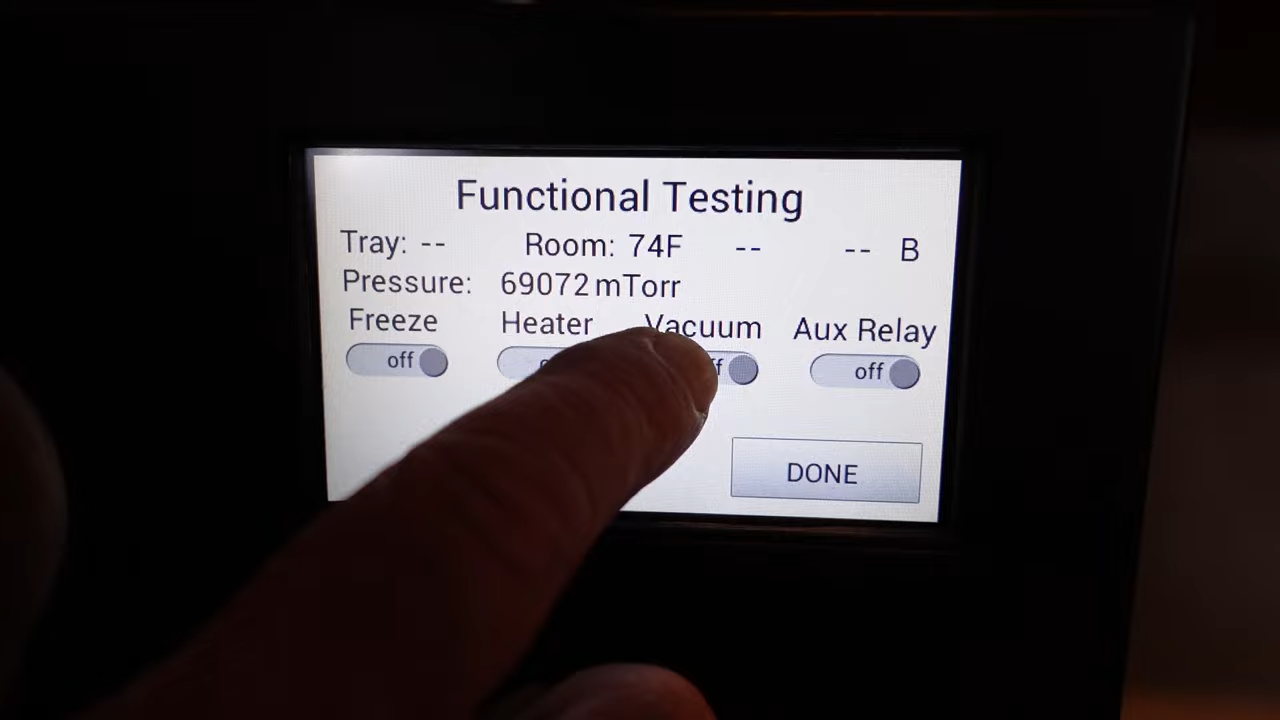 Functional Testing
Tray: -- Room: 74F -- -- B
Pressure: 69072 mTorr
Freeze Heater Vacuum Aux Relay
off off
DONE